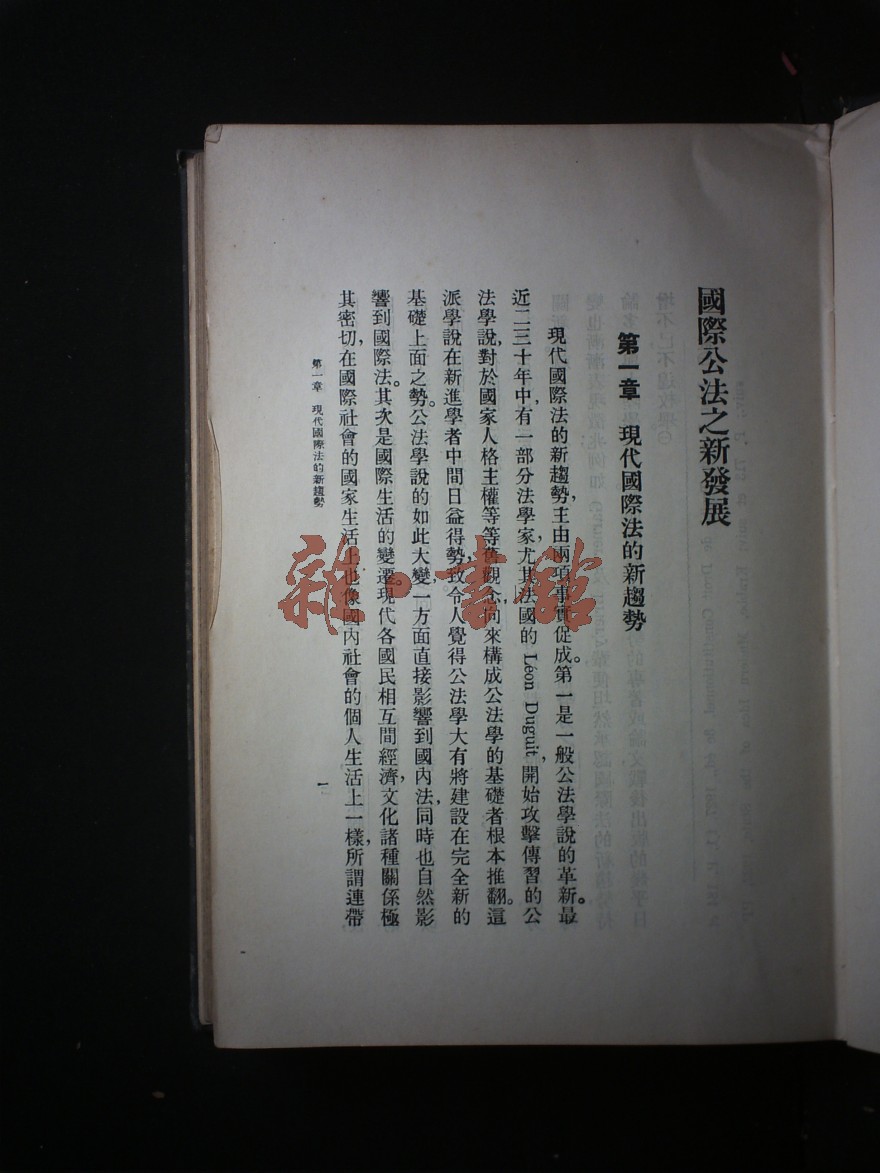 國際公法之新發展
第一章 現代國際法的新趨勢
現代國際法的新趨勢,主由兩項事實促成。第一是一般公法學說的革新。最
近二三十年中,有一部分法學家,尤其法國的 Léon Duguit, 開始攻擊傳習的公
法學說,對於國家人格主權等等舊觀念向來構成公法學的基礎者根本推翻。這
派學說在新進學者中間日益得勢,致令人覺得公法學大有將建設在完全新的
基礎上面之勢。公法學說的如此大變,一方面直接影響到國內法,同時也自然影
響到國際法。其次是國際生活的變遷。現代各國民相互間經濟,文化諸種關係極
其密切,在國際社會的國家生活上也像國內社會的個人生活上一樣,所謂連帶
第一章 現代國際法的新趨勢
一
雜·書館